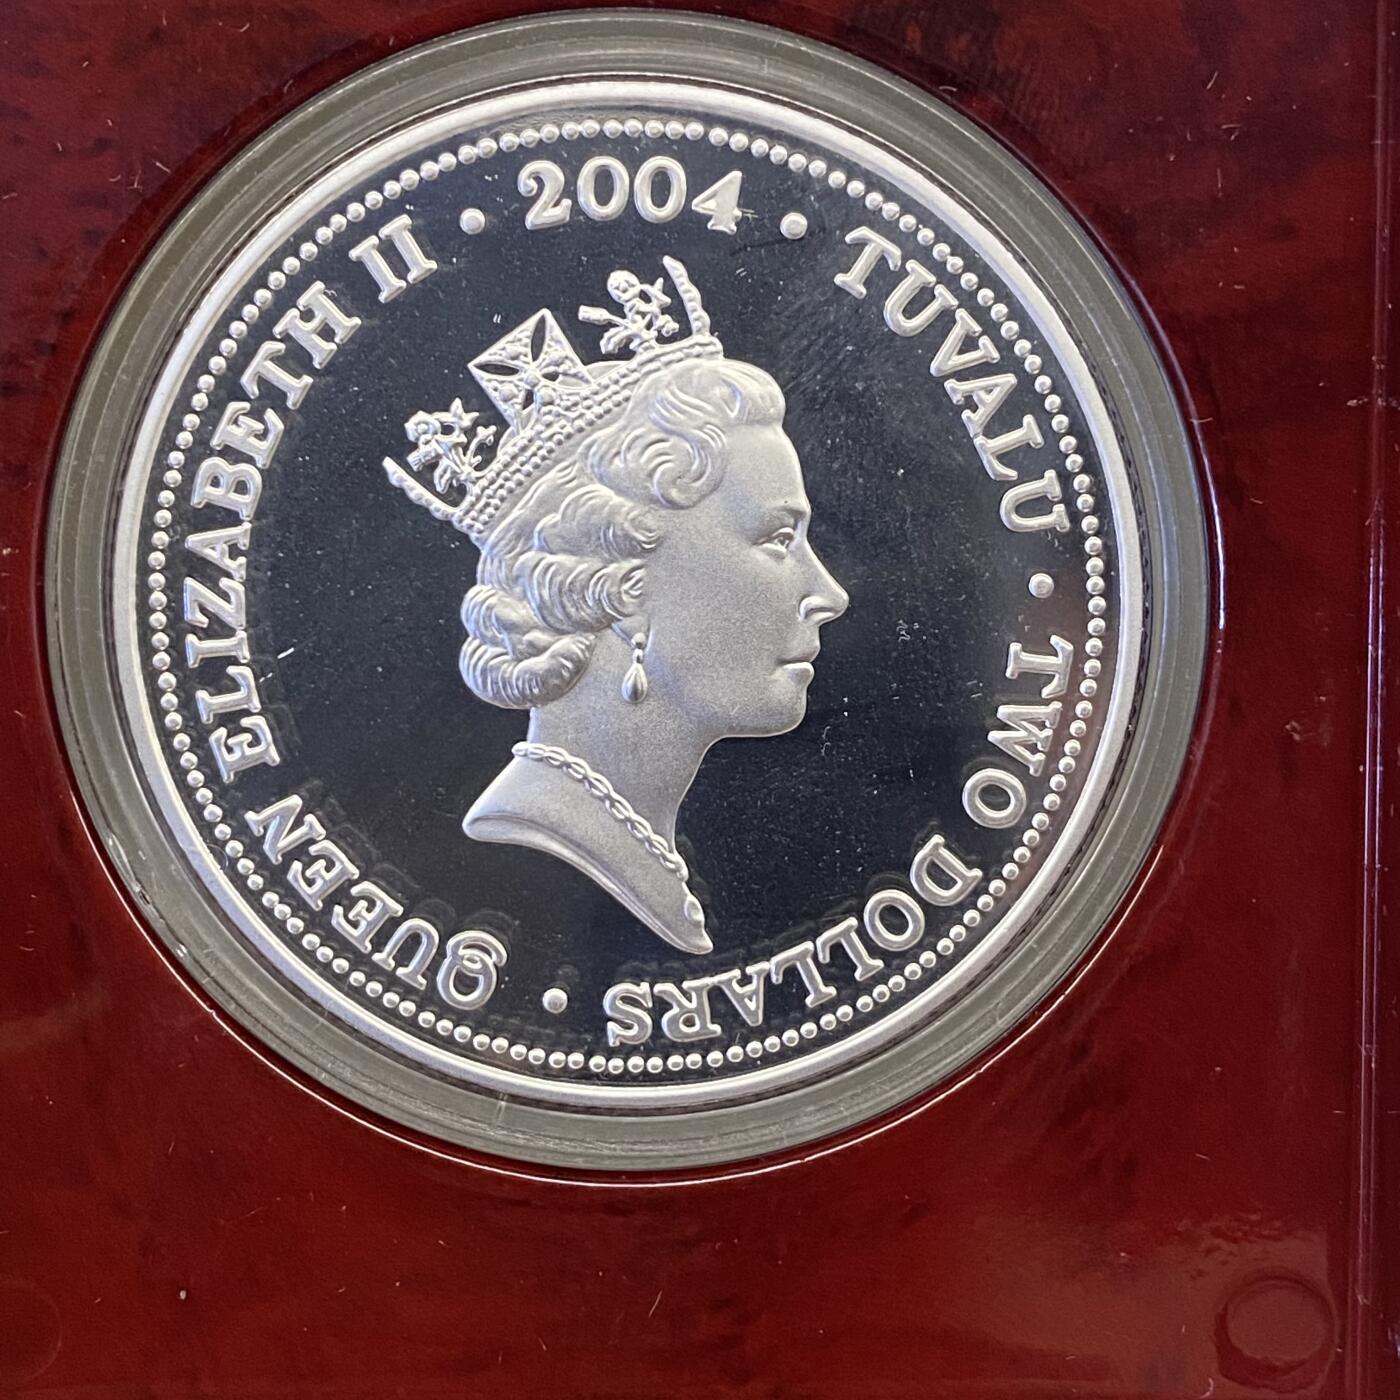 QUEEN ELIZABETH II · 2004 · TUVALU · TWO DOLLARS ·